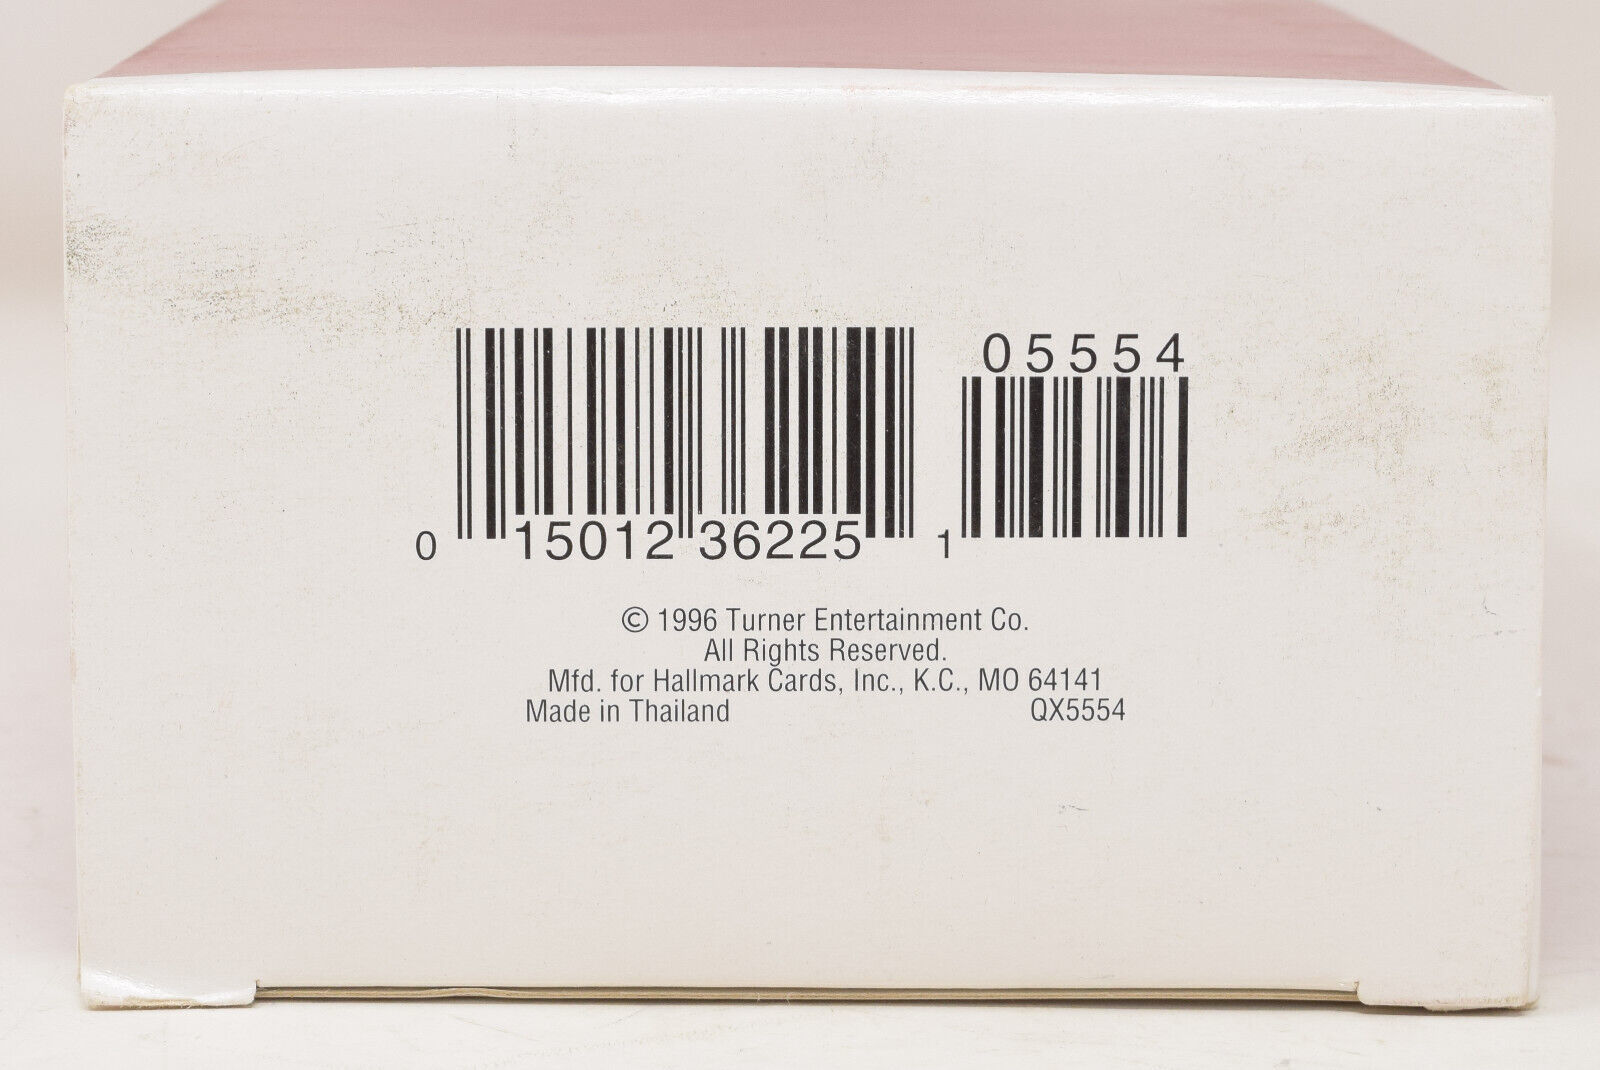 05554
0 15012 36225 1
© 1996 Turner Entertainment Co.
All Rights Reserved.
Mfd. for Hallmark Cards, Inc., K.C., MO 64141
Made in Thailand QX5554